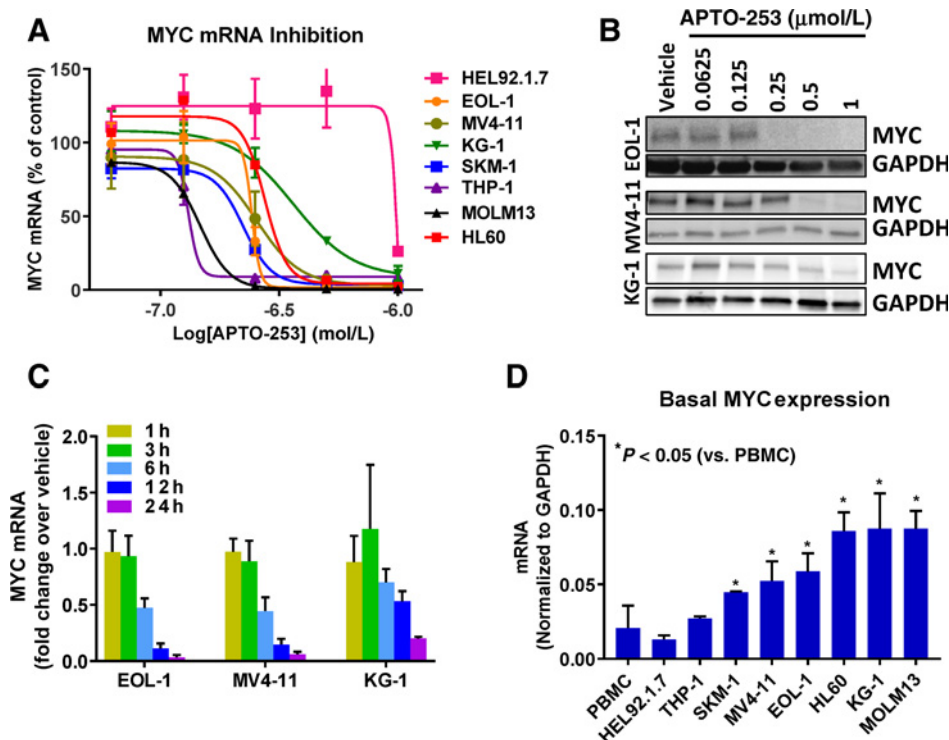 A
MYC mRNA Inhibition
MYC mRNA (% of control)
150
100
50
0
-7.0
-6.5
-6.0
Log[APTO-253] (mol/L)
HEL92.1.7
EOL-1
MV4-11
KG-1
SKM-1
THP-1
MOLM13
HL60
B
APTO-253 (μmol/L)
Vehicle
0.0625
0.125
0.25
0.5
1
EOL-1
MYC
GAPDH
MV4-11
MYC
GAPDH
KG-1
MYC
GAPDH
C
MYC mRNA
(fold change over vehicle)
2.0
1.5
1.0
0.5
0.0
1 h
3 h
6 h
12 h
24 h
EOL-1
MV4-11
KG-1
D
Basal MYC expression
*P < 0.05 (vs. PBMC)
mRNA
(Normalized to GAPDH)
0.15
0.10
0.05
0.00
* * * * * *
PBMC
HEL92.1.7
THP-1
SKM-1
MV4-11
EOL-1
HL60
KG-1
MOLM13